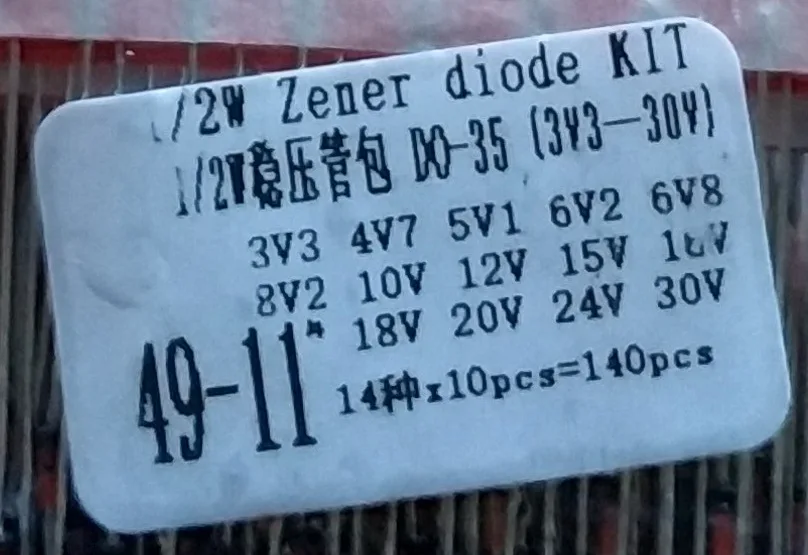 1/2W Zener diode KIT
1/2W稳压管包 DO-35 (3V3—30V)
3V3 4V7 5V1 6V2 6V8
8V2 10V 12V 15V 16V
18V 20V 24V 30V
49-11#
14种x10pcs=140pcs